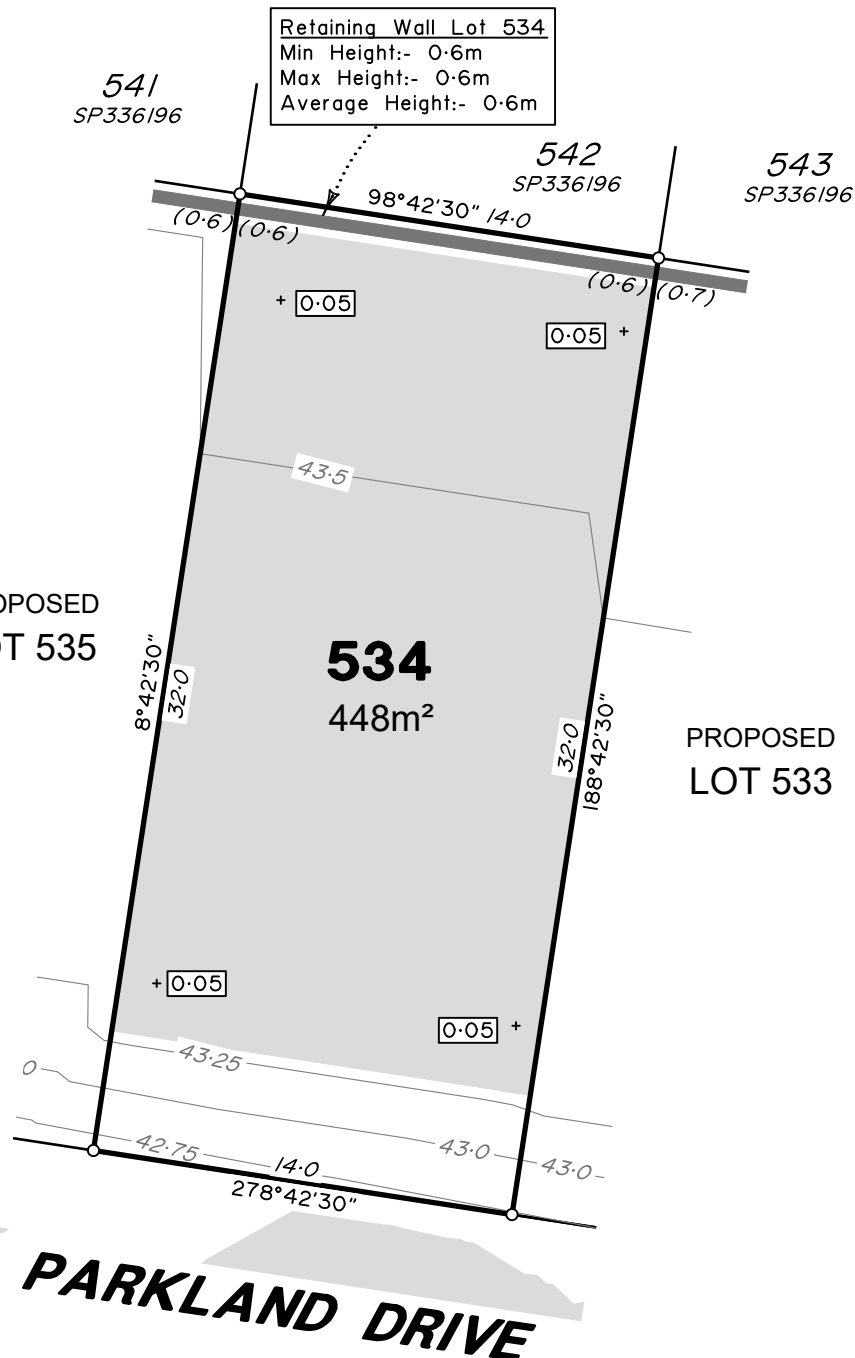 Retaining Wall Lot 534
Min Height:- 0·6m
Max Height:- 0·6m
Average Height:- 0·6m
541
SP336196
542
SP336196
543
SP336196
98°42'30" 14·0
(0·6) (0·6)
(0·6) (0·7)
0·05
0·05
43·5
OPOSED
OT 535
534
448m²
8°42'30"
32·0
32·0
188°42'30"
PROPOSED
LOT 533
0·05
0·05
43·25
0
42·75
43·0
43·0
14·0
278°42'30"
PARKLAND DRIVE